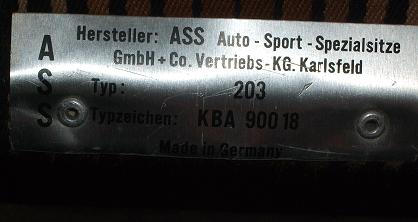 A Hersteller: ASS Auto-Sport-Spezialsitze
GmbH + Co. Vertriebs-KG. Karlsfeld
S Typ: 203
S Typzeichen: KBA 90018
Made in Germany